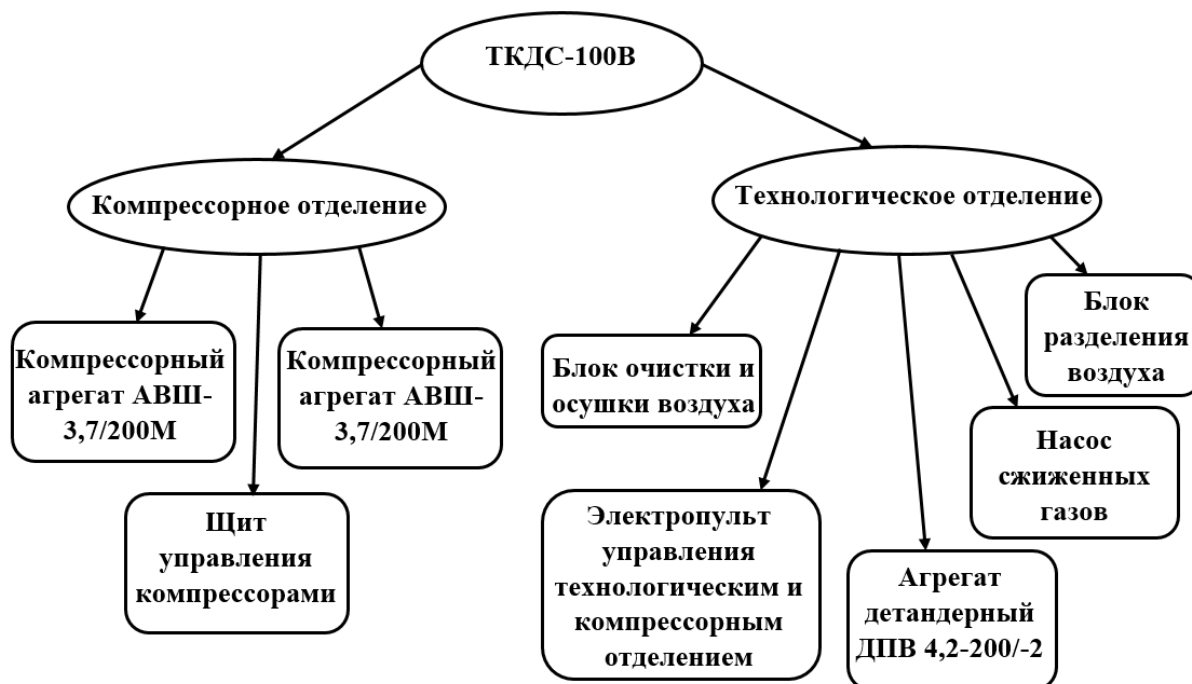 ТКДС-100В
Компрессорное отделение
Технологическое отделение
Компрессорный
агрегат АВШ-
3,7/200М
Компрессорный
агрегат АВШ-
3,7/200М
Щит
управления
компрессорами
Блок очистки и
осушки воздуха
Электропульт
управления
технологическим и
компрессорным
отделением
Агрегат
детандерный
ДПВ 4,2-200/-2
Насос
сжиженных
газов
Блок
разделения
воздуха